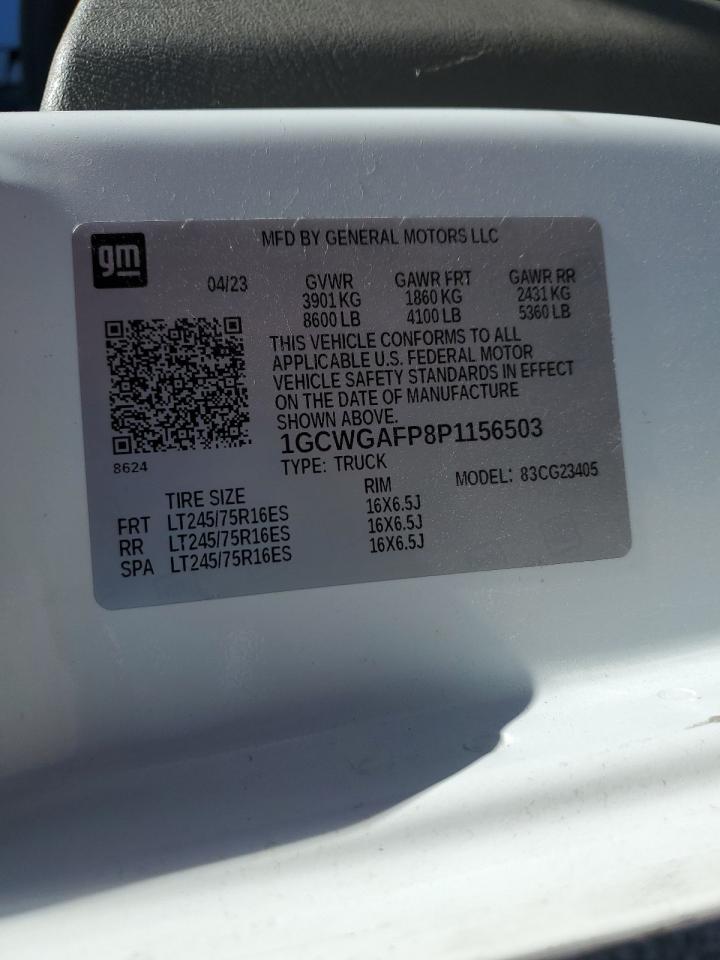 gm
MFD BY GENERAL MOTORS LLC
04/23 GVWR GAWR FRT GAWR RR
3901 KG 1860 KG 2431 KG
8600 LB 4100 LB 5360 LB
THIS VEHICLE CONFORMS TO ALL
APPLICABLE U.S. FEDERAL MOTOR
VEHICLE SAFETY STANDARDS IN EFFECT
ON THE DATE OF MANUFACTURE
SHOWN ABOVE.
1GCWGAFP8P1156503
8624
TYPE: TRUCK MODEL: 83CG23405
TIRE SIZE RIM
FRT LT245/75R16ES 16X6.5J
RR LT245/75R16ES 16X6.5J
SPA LT245/75R16ES 16X6.5J